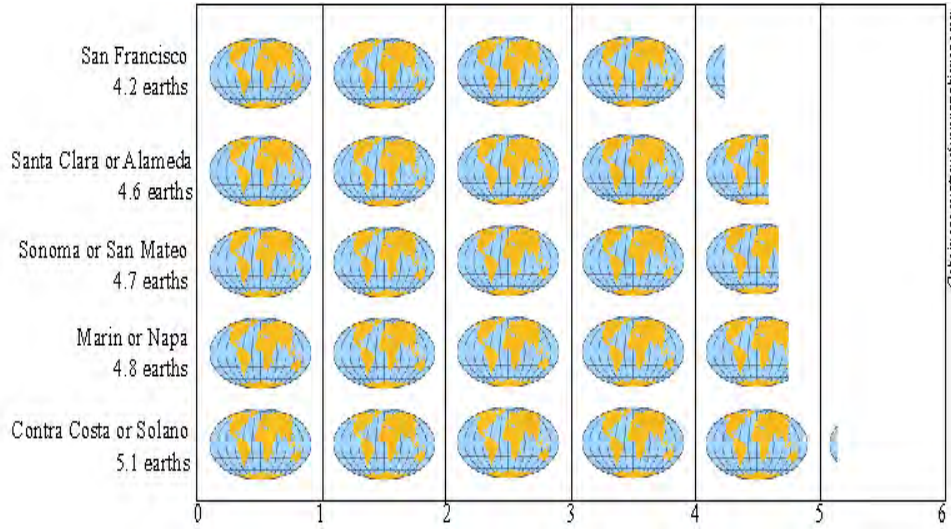 San Francisco
4.2 earths
Santa Clara or Alameda
4.6 earths
Sonoma or San Mateo
4.7 earths
Marin or Napa
4.8 earths
Contra Costa or Solano
5.1 earths
0 1 2 3 4 5 6